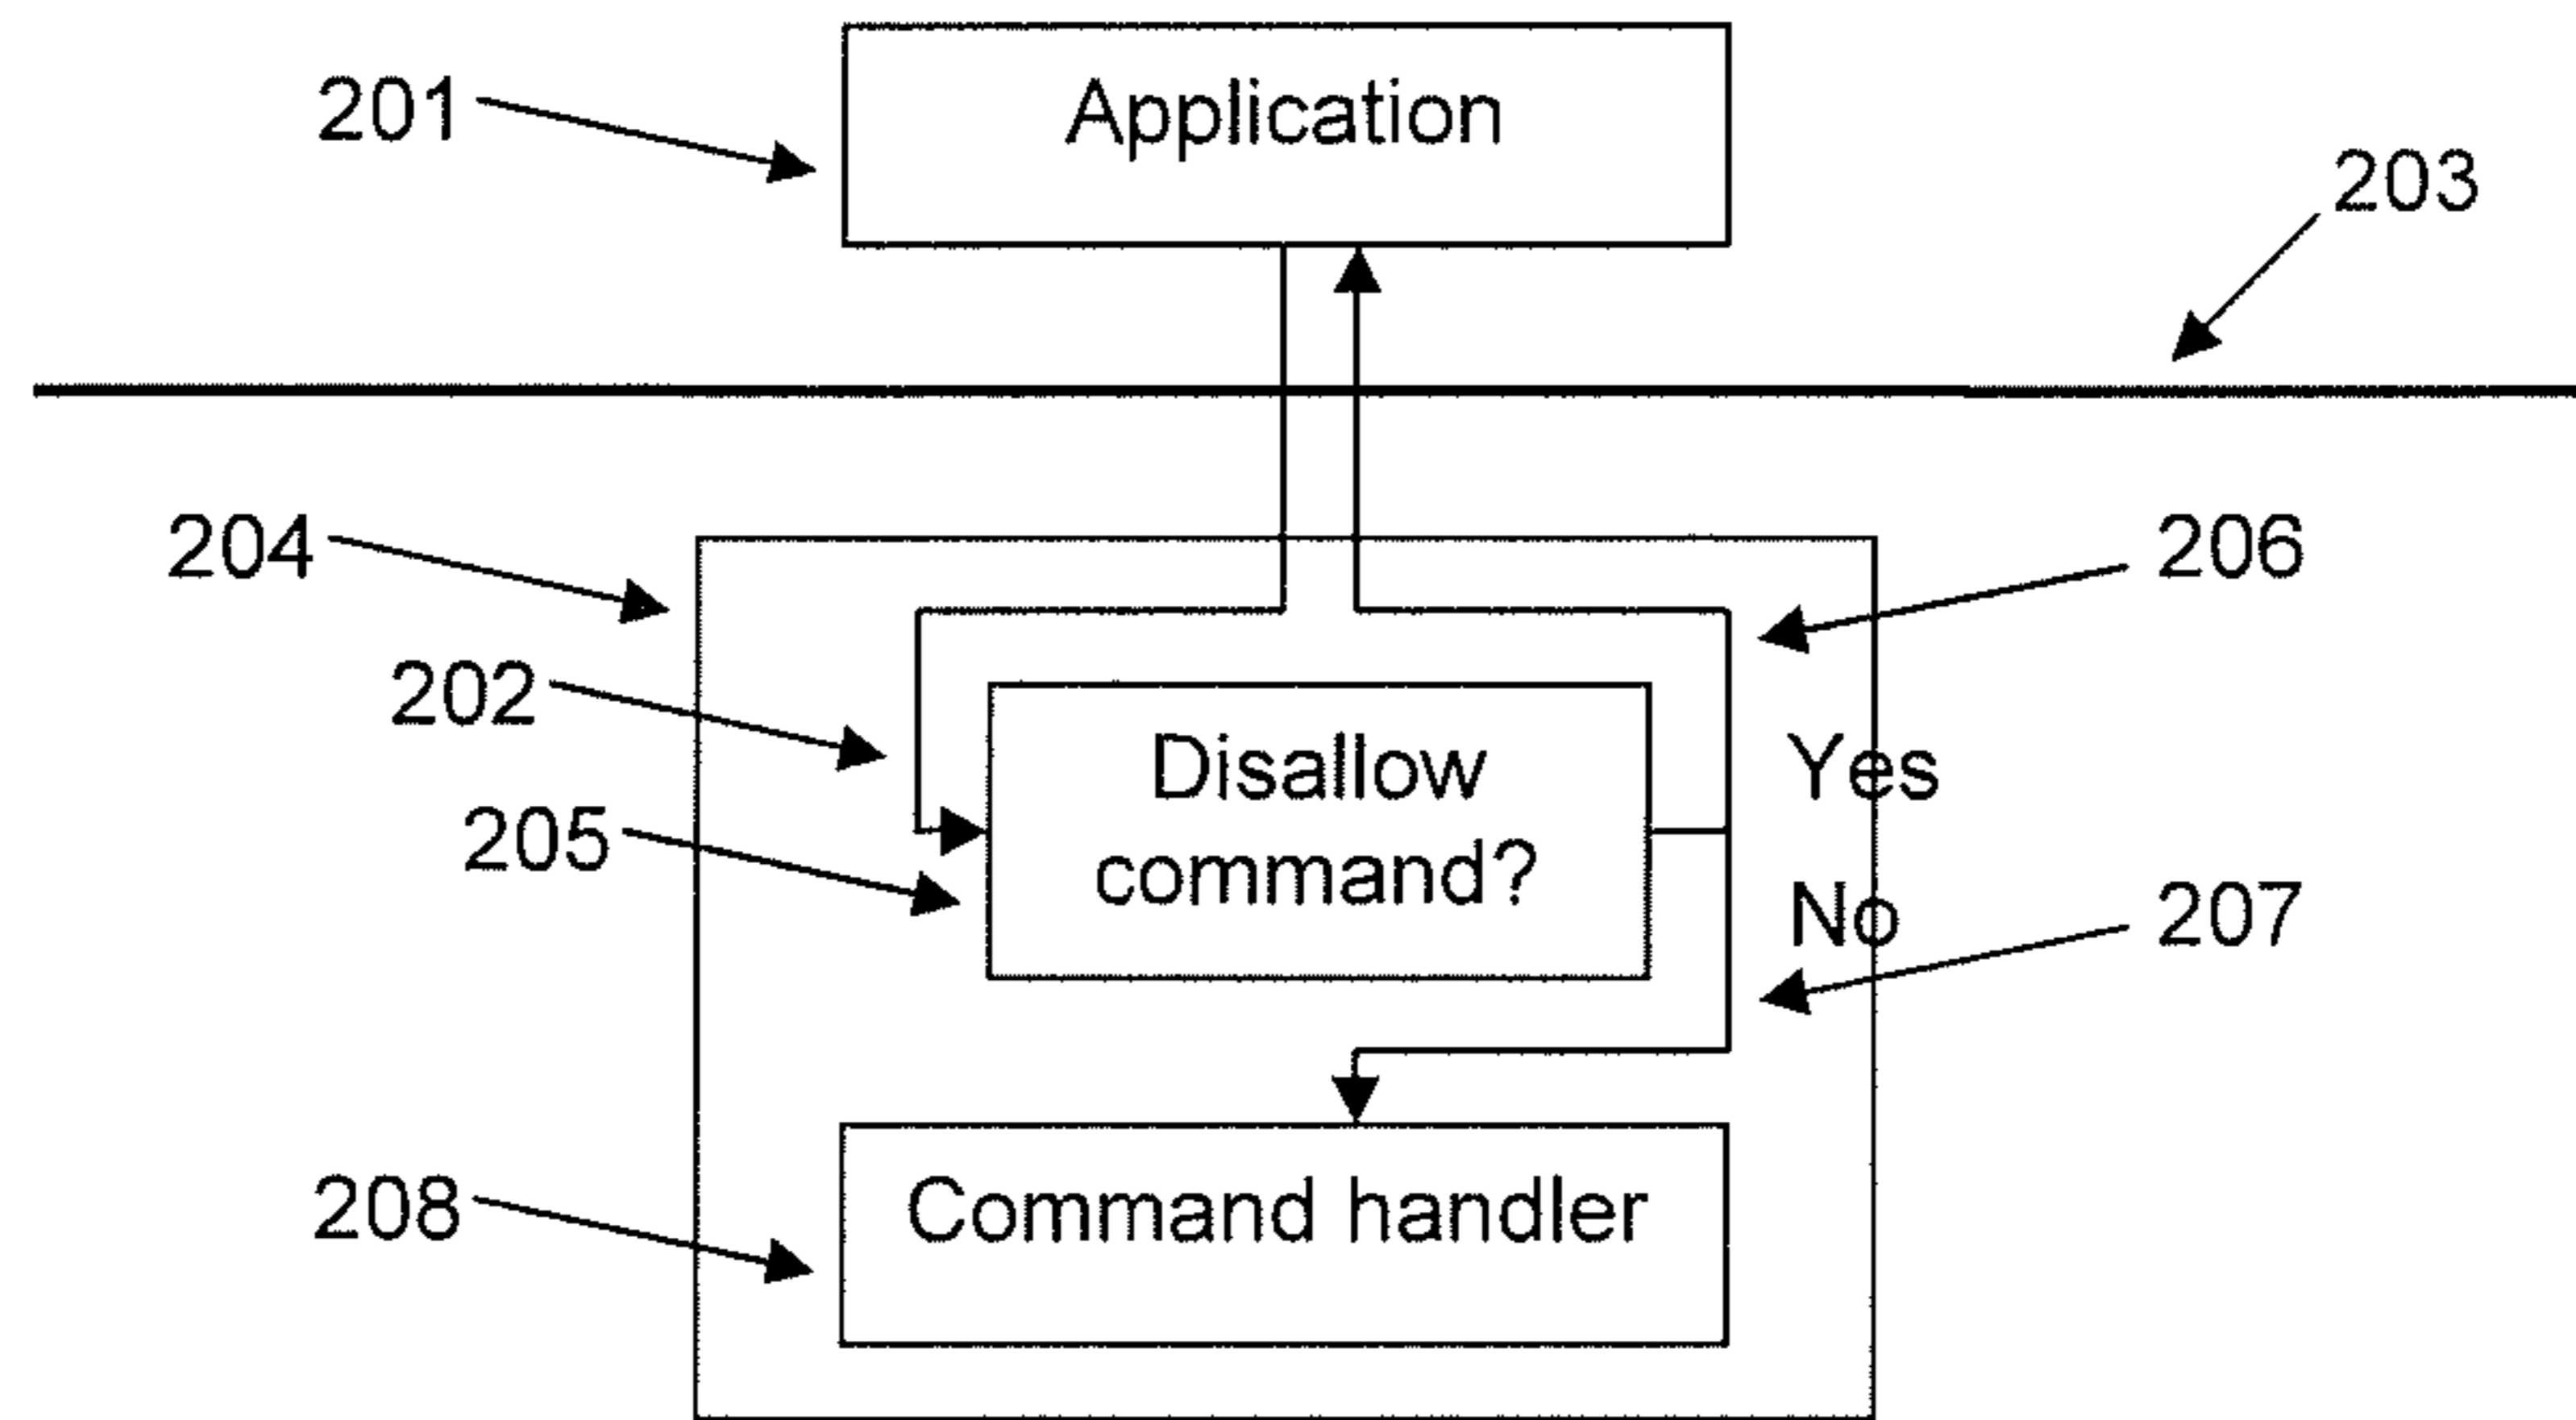 201
Application
203
204
206
202
Disallow
command?
Yes
205
No
207
208
Command handler